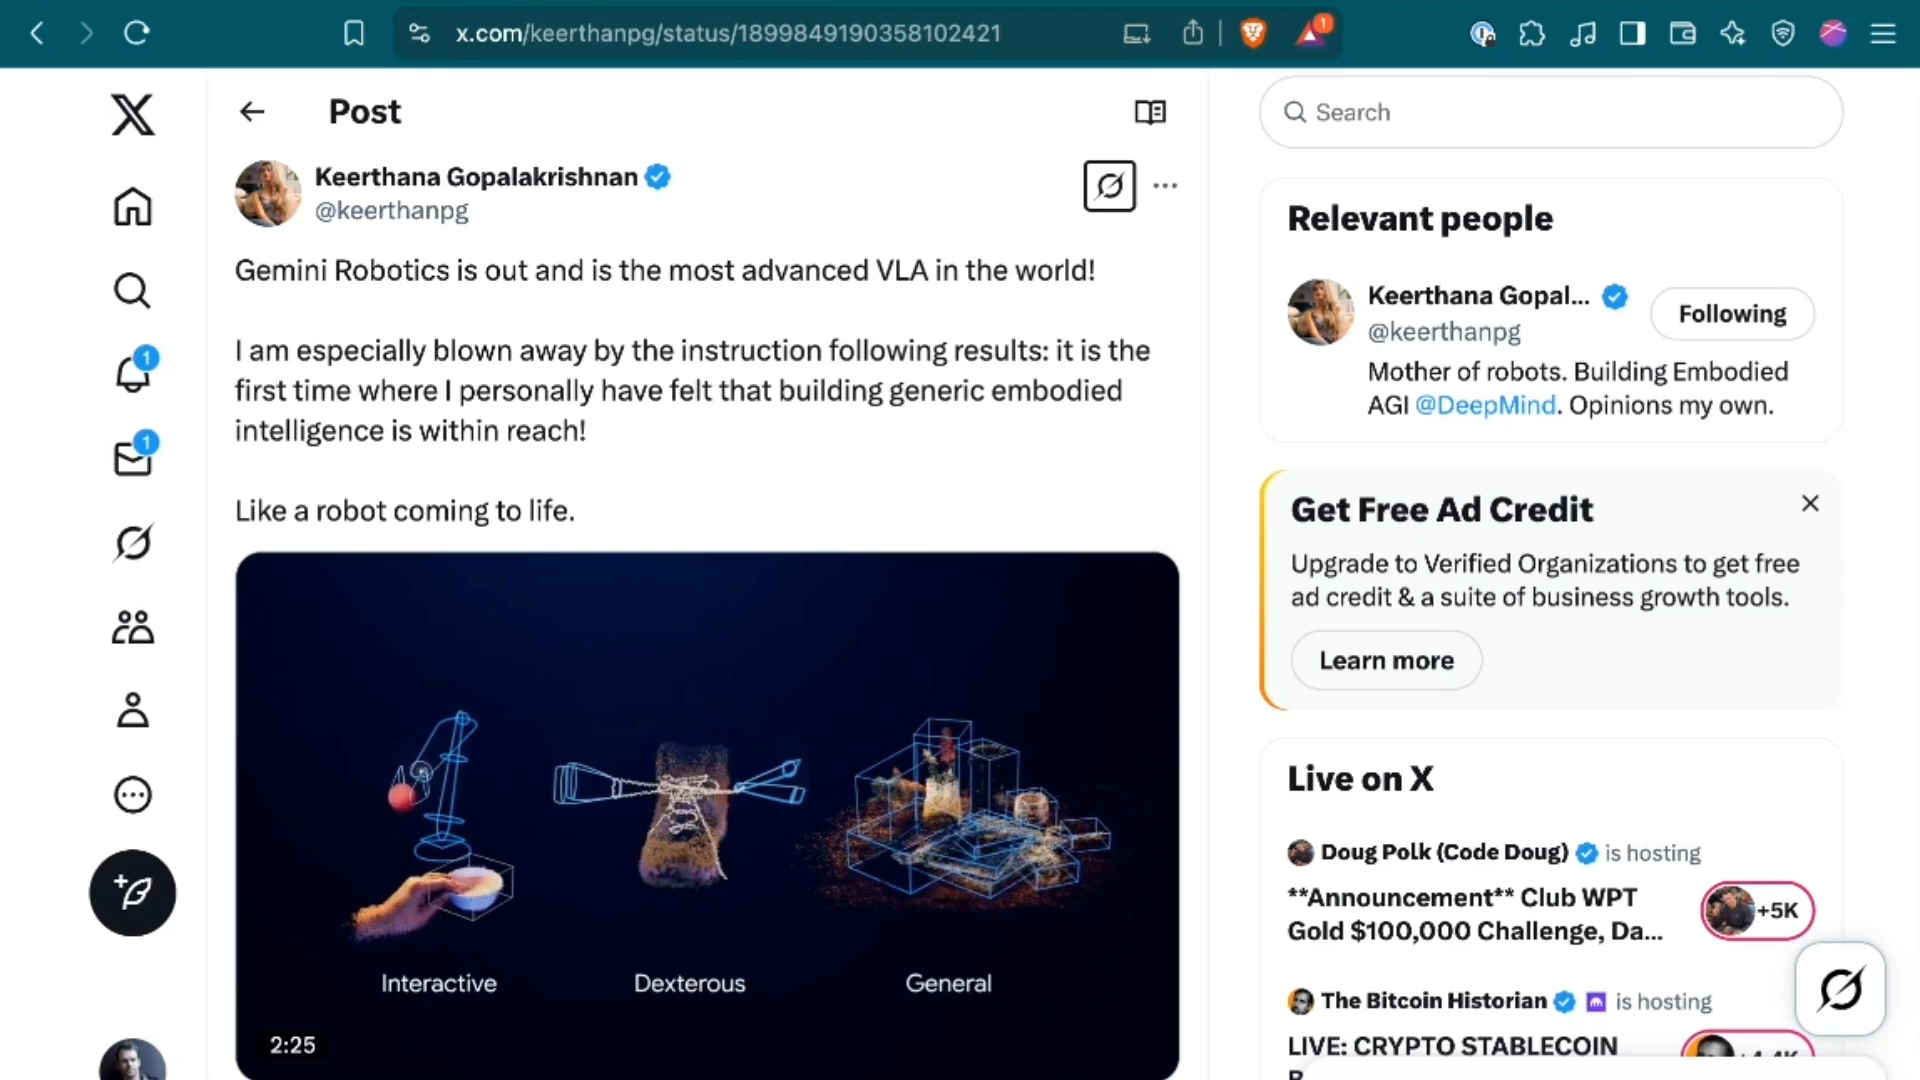 x.com/keerthanpg/status/1899849190358102421
1
Post
Search
Keerthana Gopalakrishnan
@keerthanpg
Gemini Robotics is out and is the most advanced VLA in the world!
I am especially blown away by the instruction following results: it is the
first time where I personally have felt that building generic embodied
intelligence is within reach!
Like a robot coming to life.
Interactive
Dexterous
General
2:25
1
1
Relevant people
Keerthana Gopal...
@keerthanpg
Following
Mother of robots. Building Embodied
AGI @DeepMind. Opinions my own.
Get Free Ad Credit
Upgrade to Verified Organizations to get free
ad credit & a suite of business growth tools.
Learn more
Live on X
Doug Polk (Code Doug) is hosting
**Announcement** Club WPT
Gold $100,000 Challenge, Da...
+5K
The Bitcoin Historian is hosting
LIVE: CRYPTO STABLECOIN